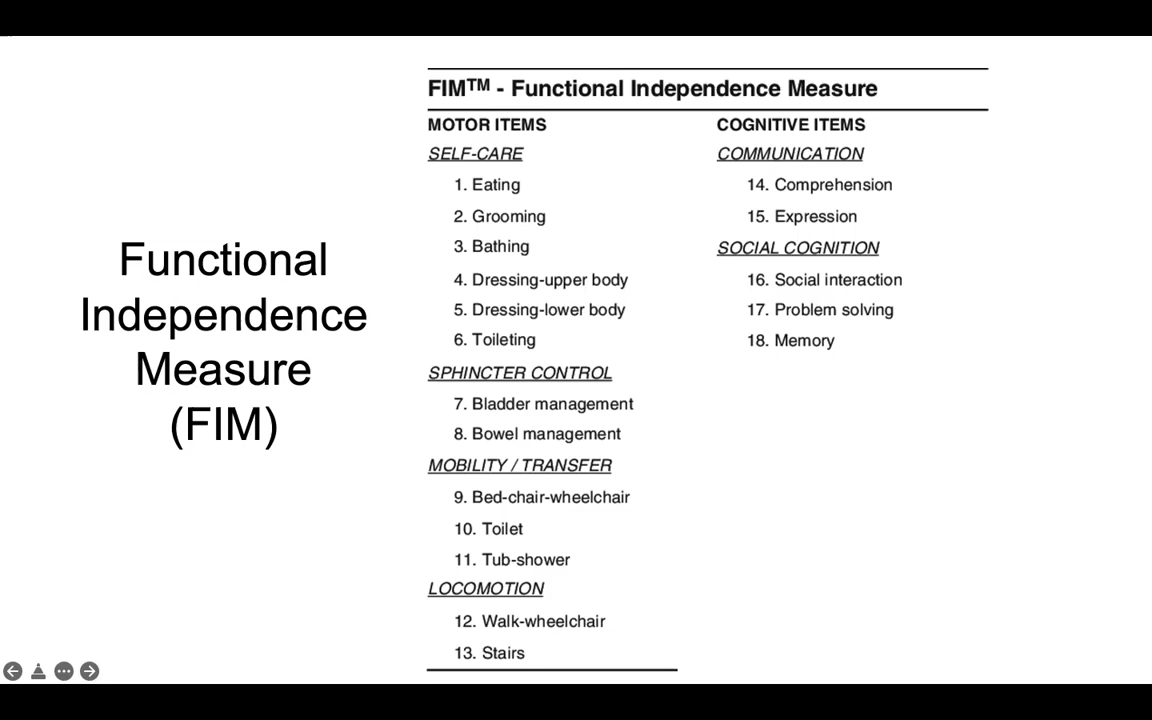 Functional
Independence
Measure
(FIM)
FIM™ - Functional Independence Measure
MOTOR ITEMS
SELF-CARE
1. Eating
2. Grooming
3. Bathing
4. Dressing-upper body
5. Dressing-lower body
6. Toileting
SPHINCTER CONTROL
7. Bladder management
8. Bowel management
MOBILITY / TRANSFER
9. Bed-chair-wheelchair
10. Toilet
11. Tub-shower
LOCOMOTION
12. Walk-wheelchair
13. Stairs
COGNITIVE ITEMS
COMMUNICATION
14. Comprehension
15. Expression
SOCIAL COGNITION
16. Social interaction
17. Problem solving
18. Memory